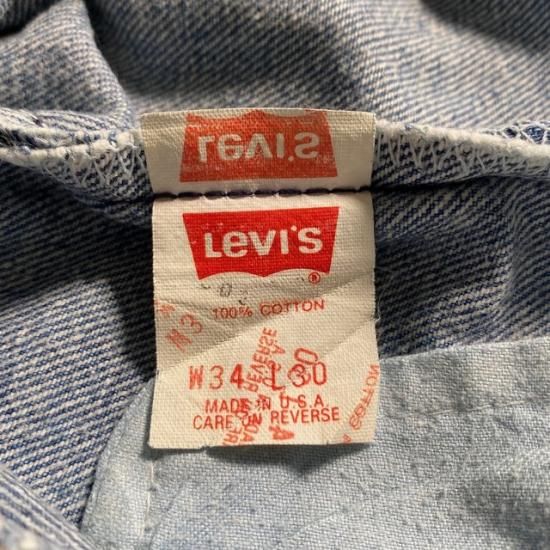 Levi's
Levi's
®
100% COTTON
W34 L30
MADE IN U.S.A
CARE ON REVERSE